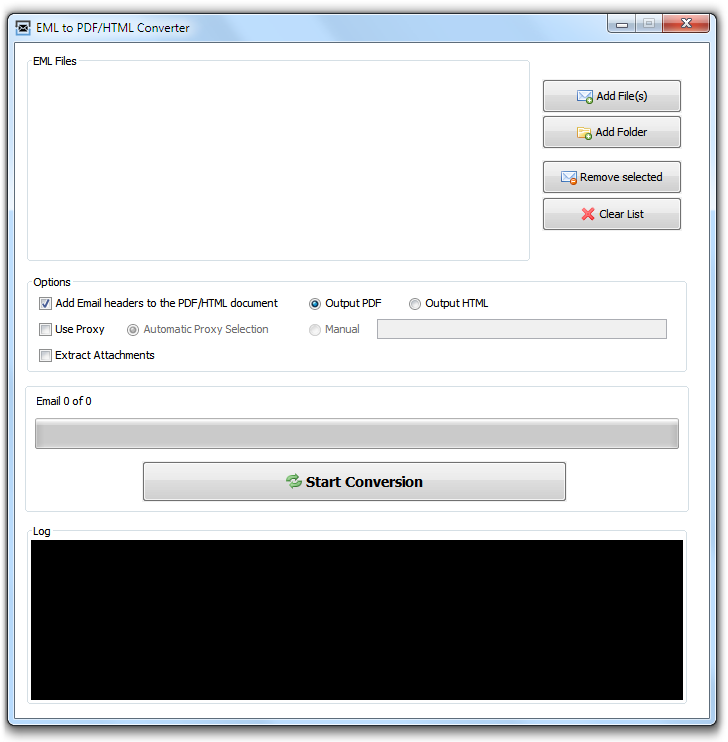 EML to PDF/HTML Converter
EML Files
Add File(s)
Add Folder
Remove selected
Clear List
Options
Add Email headers to the PDF/HTML document
Output PDF
Output HTML
Use Proxy
Automatic Proxy Selection
Manual
Extract Attachments
Email 0 of 0
Start Conversion
Log